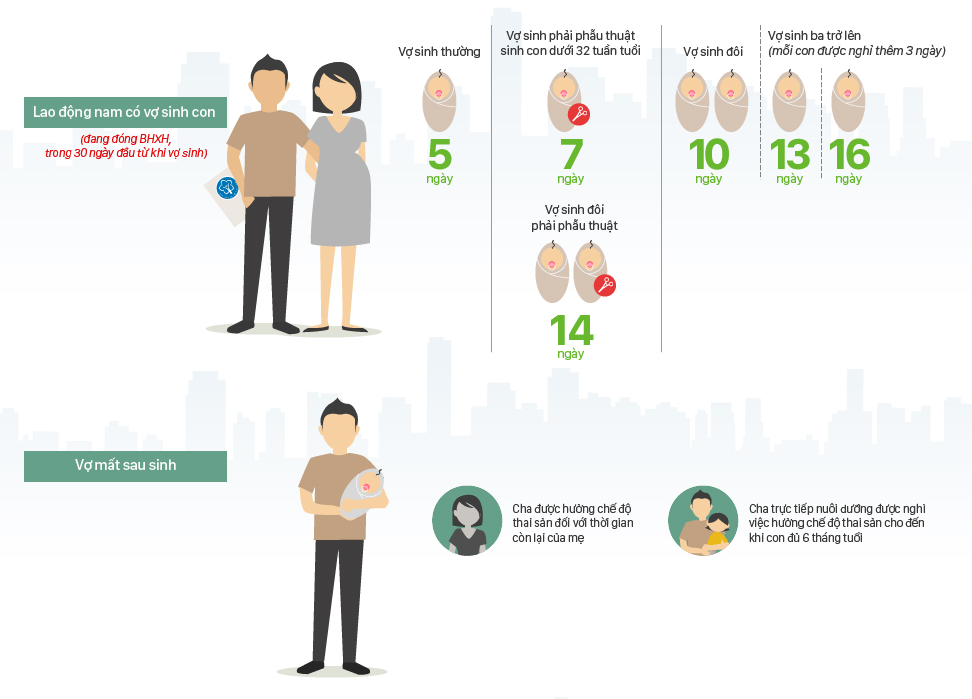 Lao động nam có vợ sinh con
(đang đóng BHXH,
trong 30 ngày đầu từ khi vợ sinh)
Vợ sinh thường
5
ngày
Vợ sinh phải phẫu thuật
sinh con dưới 32 tuần tuổi
7
ngày
Vợ sinh đôi
phải phẫu thuật
14
ngày
Vợ sinh đôi
10
ngày
Vợ sinh ba trở lên
(mỗi con được nghỉ thêm 3 ngày)
13
ngày
16
ngày
Vợ mất sau sinh
Cha được hưởng chế độ
thai sản đối với thời gian
còn lại của mẹ
Cha trực tiếp nuôi dưỡng được nghỉ
việc hưởng chế độ thai sản cho đến
khi con đủ 6 tháng tuổi